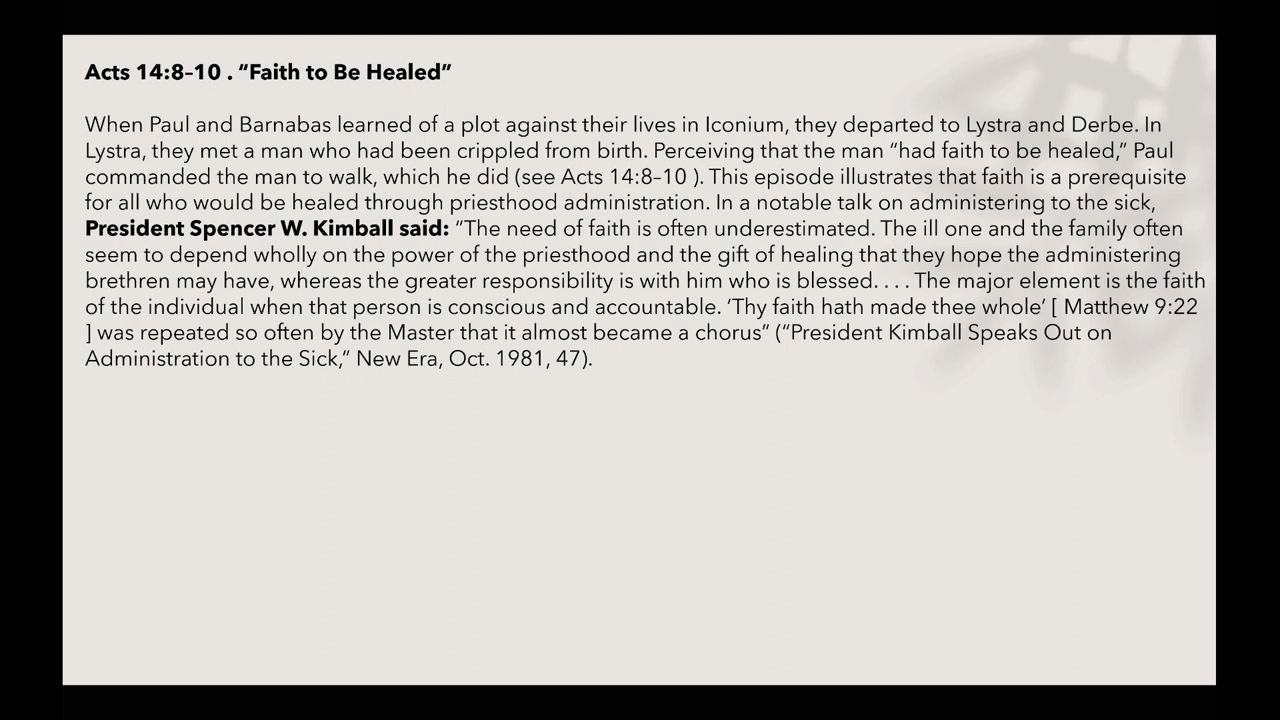 Acts 14:8–10 . “Faith to Be Healed”
When Paul and Barnabas learned of a plot against their lives in Iconium, they departed to Lystra and Derbe. In
Lystra, they met a man who had been crippled from birth. Perceiving that the man “had faith to be healed,” Paul
commanded the man to walk, which he did (see Acts 14:8–10 ). This episode illustrates that faith is a prerequisite
for all who would be healed through priesthood administration. In a notable talk on administering to the sick,
President Spencer W. Kimball said: “The need of faith is often underestimated. The ill one and the family often
seem to depend wholly on the power of the priesthood and the gift of healing that they hope the administering
brethren may have, whereas the greater responsibility is with him who is blessed. . . . The major element is the faith
of the individual when that person is conscious and accountable. ‘Thy faith hath made thee whole’ [ Matthew 9:22
] was repeated so often by the Master that it almost became a chorus” (“President Kimball Speaks Out on
Administration to the Sick,” New Era, Oct. 1981, 47).